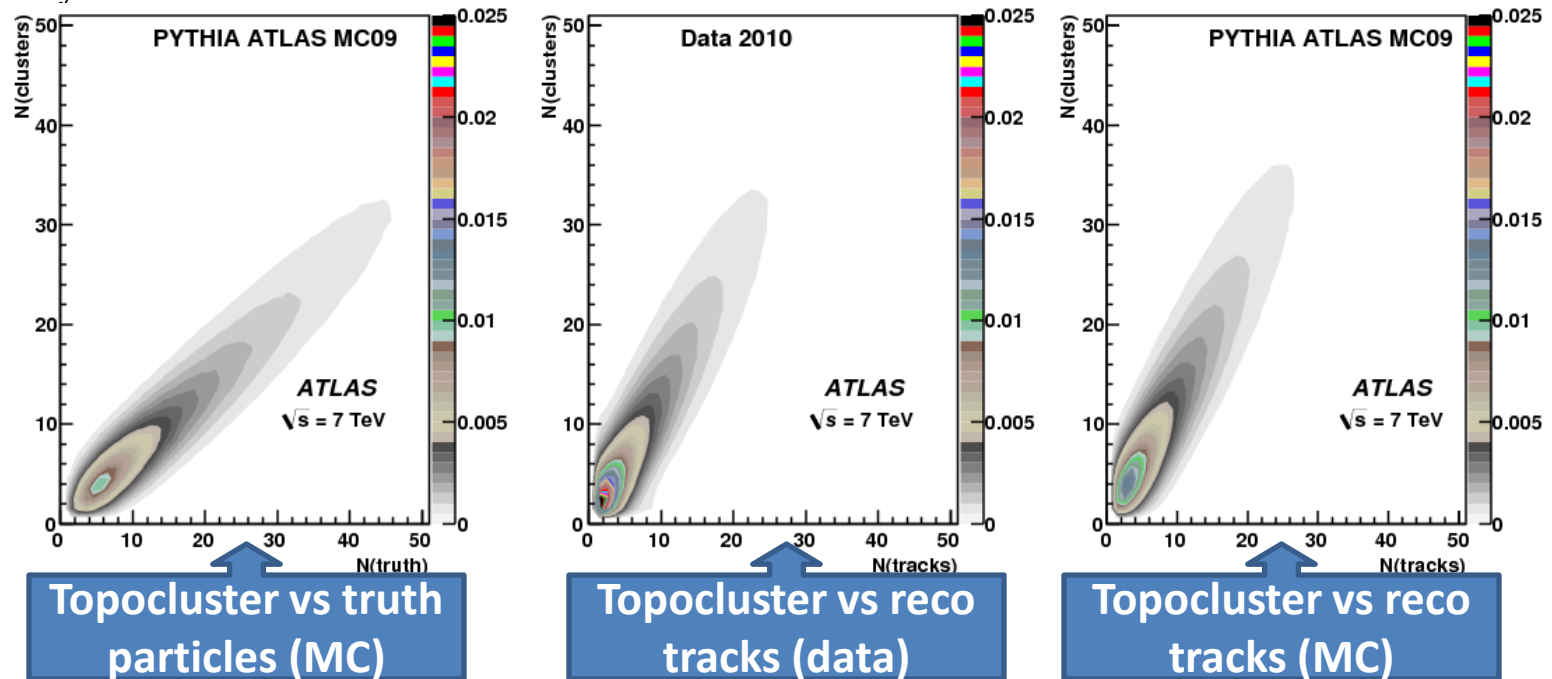 PYTHIA ATLAS MC09
N(clusters)
50
40
30
20
10
0
0 10 20 30 40 50
N(truth)
0.025
0.02
0.015
0.01
0.005
0
ATLAS
√s = 7 TeV
Topocluster vs truth
particles (MC)
Data 2010
N(clusters)
50
40
30
20
10
0
0 10 20 30 40 50
N(tracks)
0.025
0.02
0.015
0.01
0.005
0
ATLAS
√s = 7 TeV
Topocluster vs reco
tracks (data)
PYTHIA ATLAS MC09
N(clusters)
50
40
30
20
10
0
0 10 20 30 40 50
N(tracks)
0.025
0.02
0.015
0.01
0.005
0
ATLAS
√s = 7 TeV
Topocluster vs reco
tracks (MC)